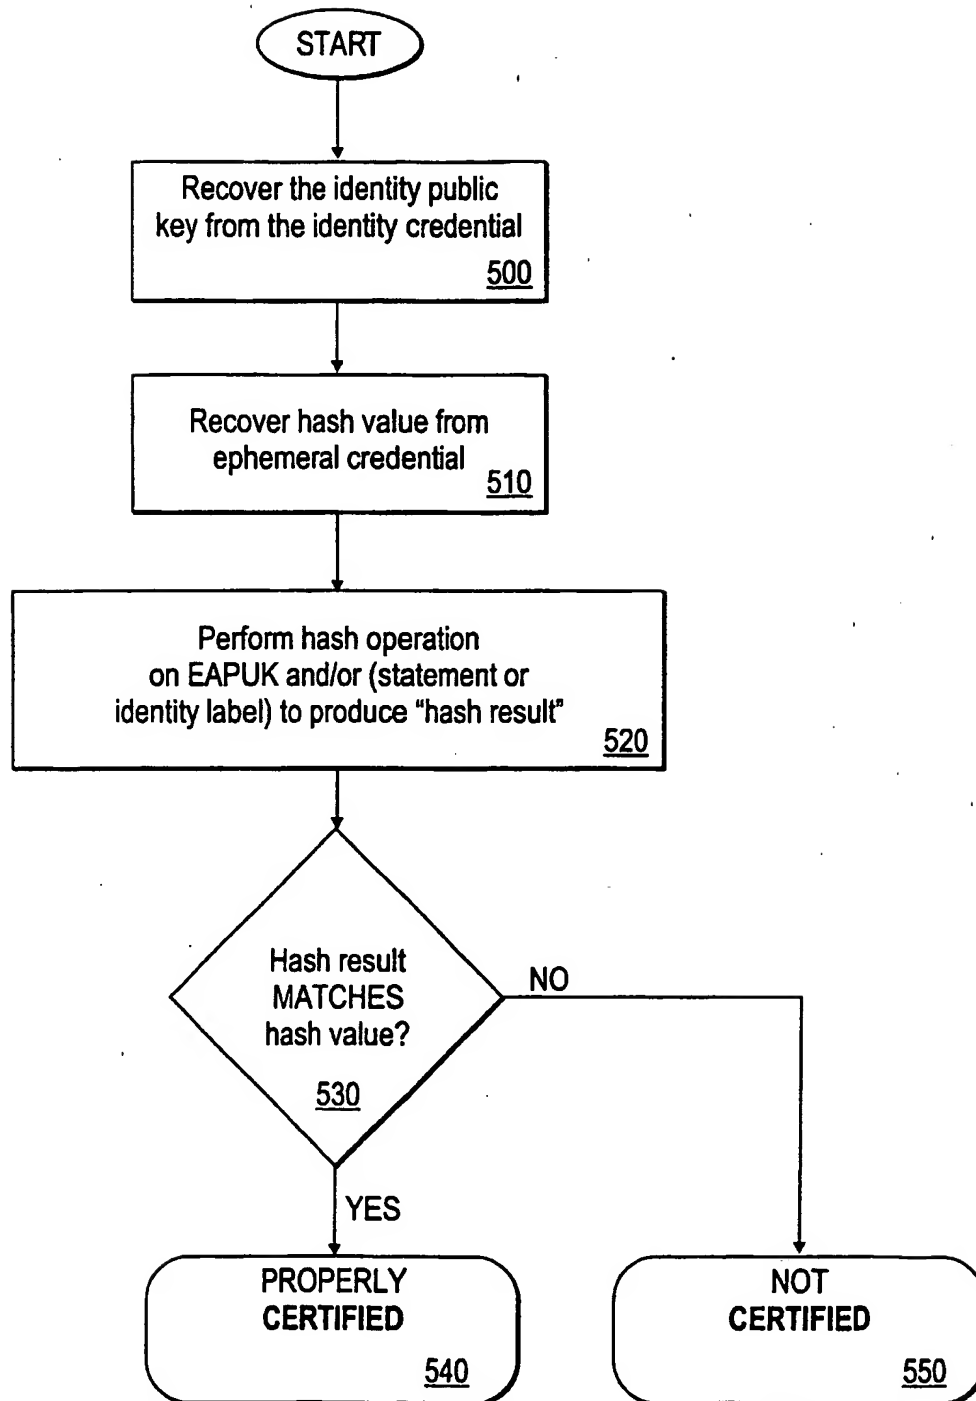 START
Recover the identity public
key from the identity credential
500
Recover hash value from
ephemeral credential
510
Perform hash operation
on EAPUK and/or (statement or
identity label) to produce “hash result”
520
Hash result
MATCHES
hash value?
530
NO
YES
PROPERLY
CERTIFIED
540
NOT
CERTIFIED
550